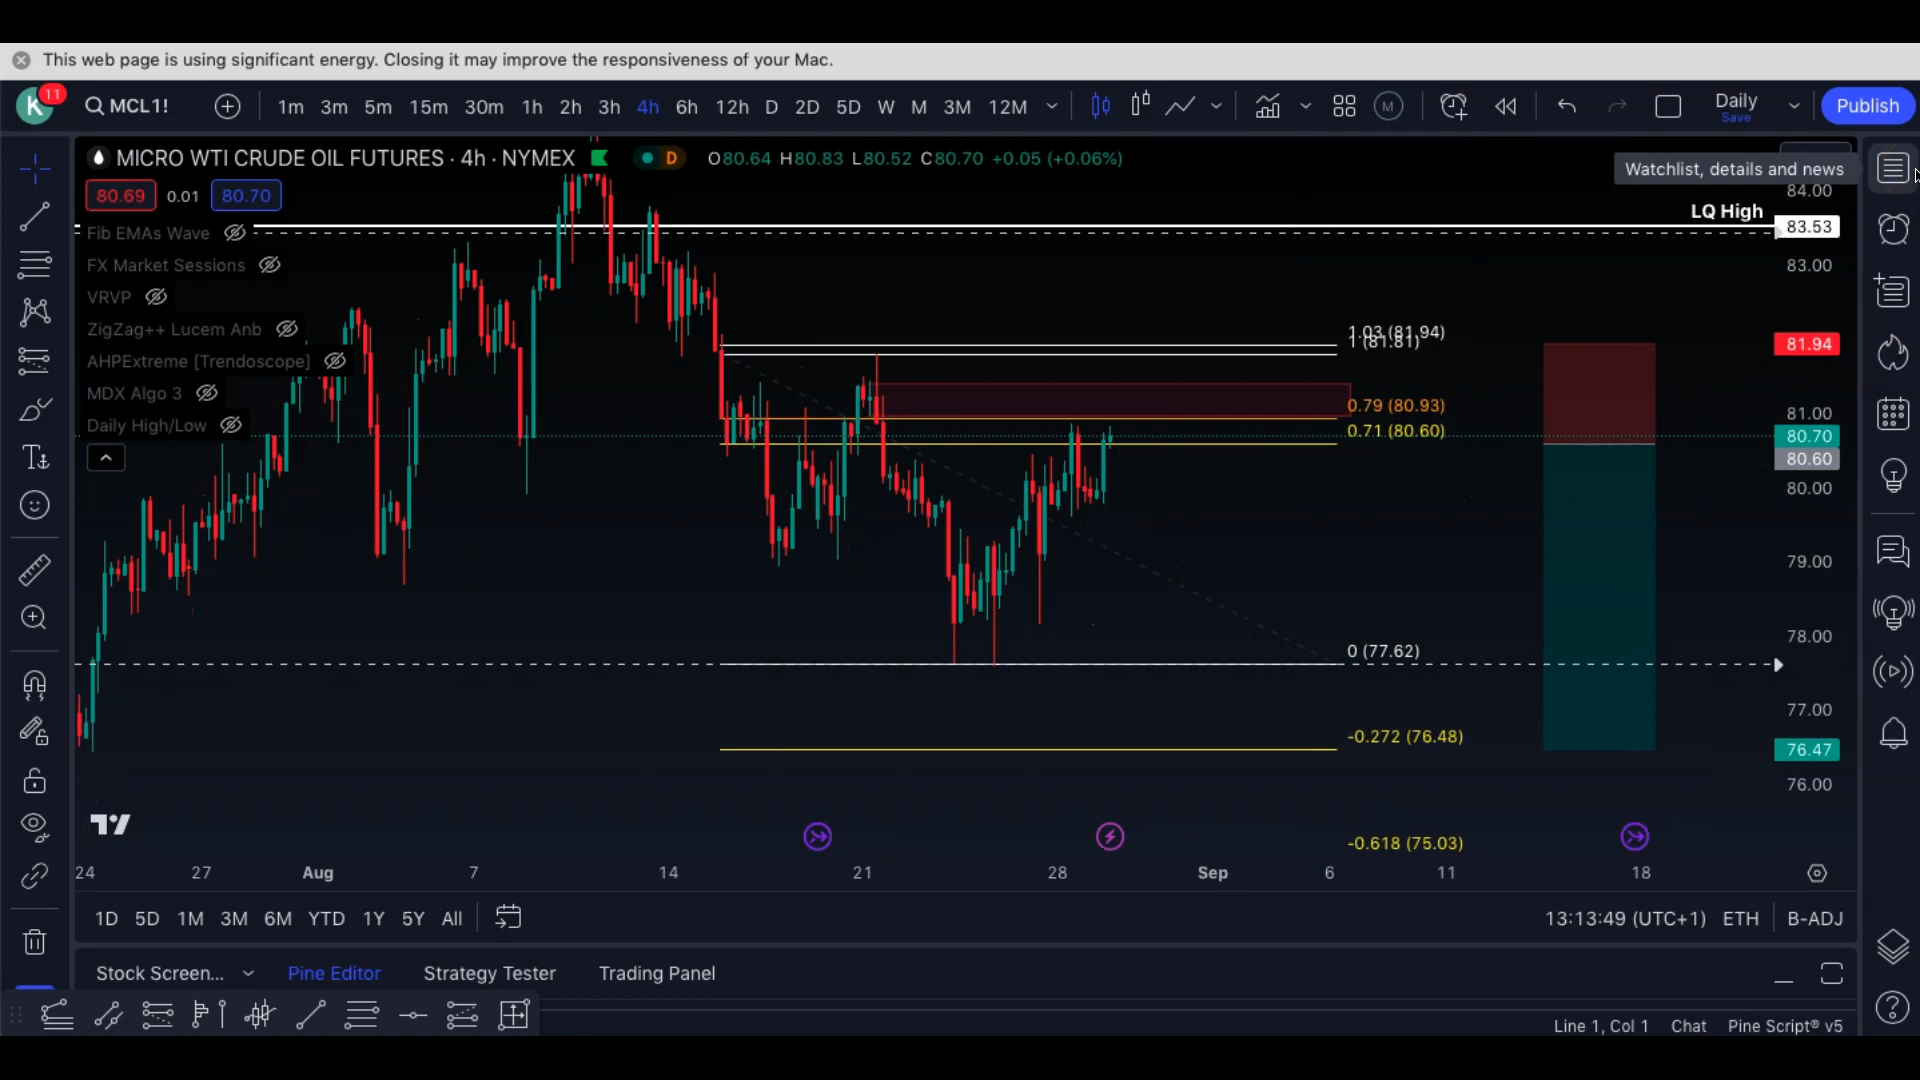 This web page is using significant energy. Closing it may improve the responsiveness of your Mac.
K 11 MCL1! 1m 3m 5m 15m 30m 1h 2h 3h 4h 6h 12h D 2D 5D W M 3M 12M M Daily Save Publish
MICRO WTI CRUDE OIL FUTURES · 4h · NYMEX D O80.64 H80.83 L80.52 C80.70 +0.05 (+0.06%)
Watchlist, details and news
84.00
80.69 0.01 80.70
LQ High
83.53
Fib EMAs Wave
FX Market Sessions
83.00
VRVP
ZigZag++ Lucem Anb
1.03 (81.94)
1 (81.81)
81.94
AHPExtreme [Trendoscope]
MDX Algo 3
0.79 (80.93)
81.00
Daily High/Low
0.71 (80.60)
80.70
80.60
80.00
79.00
78.00
0 (77.62)
77.00
-0.272 (76.48)
76.47
76.00
-0.618 (75.03)
24 27 Aug 7 14 21 28 Sep 6 11 18
1D 5D 1M 3M 6M YTD 1Y 5Y All 13:13:49 (UTC+1) ETH B-ADJ
Stock Screen... Pine Editor Strategy Tester Trading Panel
Line 1, Col 1 Chat Pine Script® v5